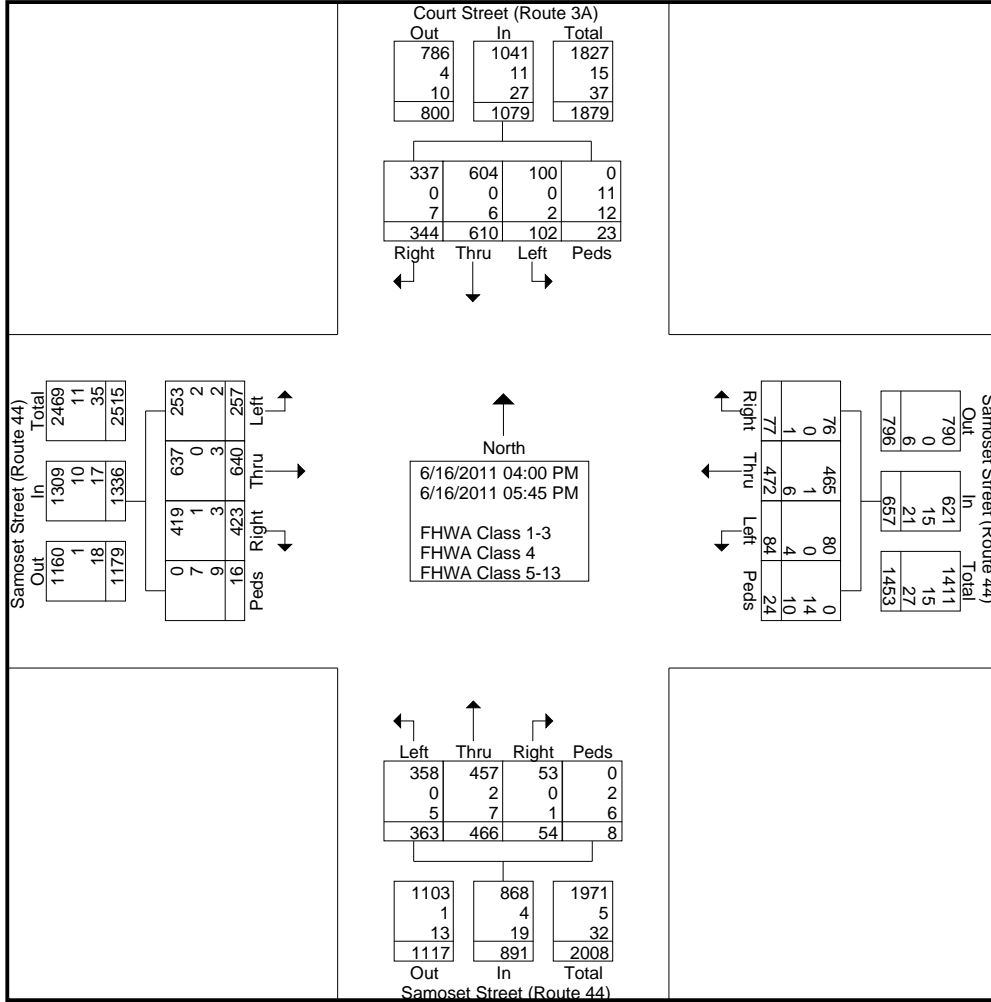 Court Street (Route 3A)
Out In Total
786 1041 1827
4 11 15
10 27 37
800 1079 1879
337 604 100 0
0 0 0 11
7 6 2 12
344 610 102 23
Right Thru Left Peds
Samoset Street (Route 44)
Total In Out
2469 1309 1160
11 10 1
35 17 18
2515 1336 1179
253 637 419 0
2 0 1 7
2 3 3 9
257 640 423 16
Left Thru Right Peds
North
6/16/2011 04:00 PM
6/16/2011 05:45 PM
FHWA Class 1-3
FHWA Class 4
FHWA Class 5-13
Right Thru Left Peds
76 465 80 0
0 1 0 14
1 6 4 10
77 472 84 24
Samoset Street (Route 44)
Out In Total
790 621 1411
0 15 15
6 21 27
796 657 1453
Left Thru Right Peds
358 457 53 0
0 2 0 2
5 7 1 6
363 466 54 8
1103 868 1971
1 4 5
13 19 32
1117 891 2008
Out In Total
Samoset Street (Route 44)